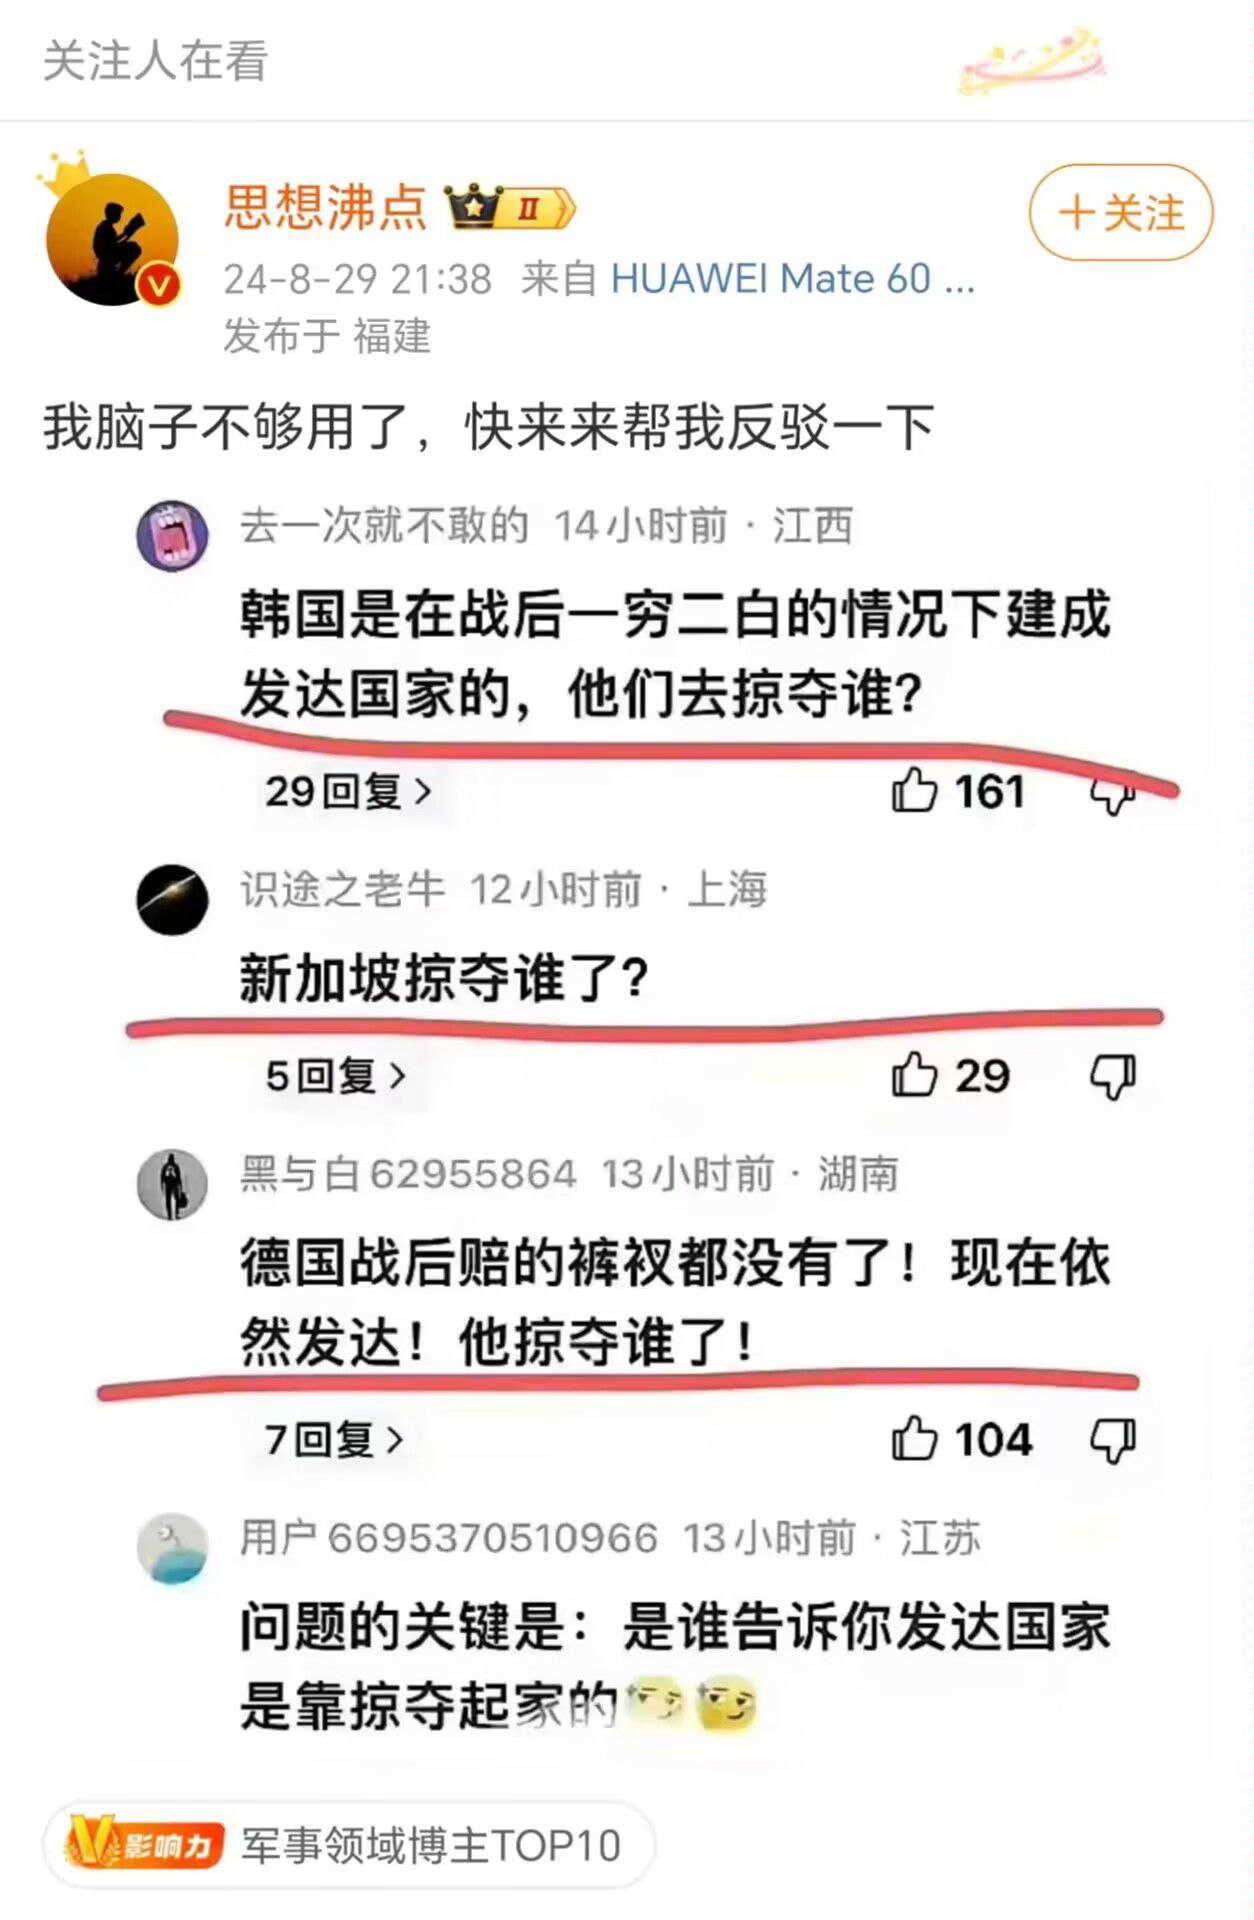 关注人在看
思想沸点
II
+关注
24-8-29 21:38 来自 HUAWEI Mate 60 ...
发布于 福建
我脑子不够用了，快来来帮我反驳一下
去一次就不敢的 14小时前 · 江西
韩国是在战后一穷二白的情况下建成
发达国家的，他们去掠夺谁？
29回复 >
161
识途之老牛 12小时前 · 上海
新加坡掠夺谁了？
5回复 >
29
黑与白62955864 13小时前 · 湖南
德国战后赔的裤衩都没有了！现在依
然发达！他掠夺谁了！
7回复 >
104
用户6695370510966 13小时前 · 江苏
问题的关键是：是谁告诉你发达国家
是靠掠夺起家的
V影响力 军事领域博主TOP10